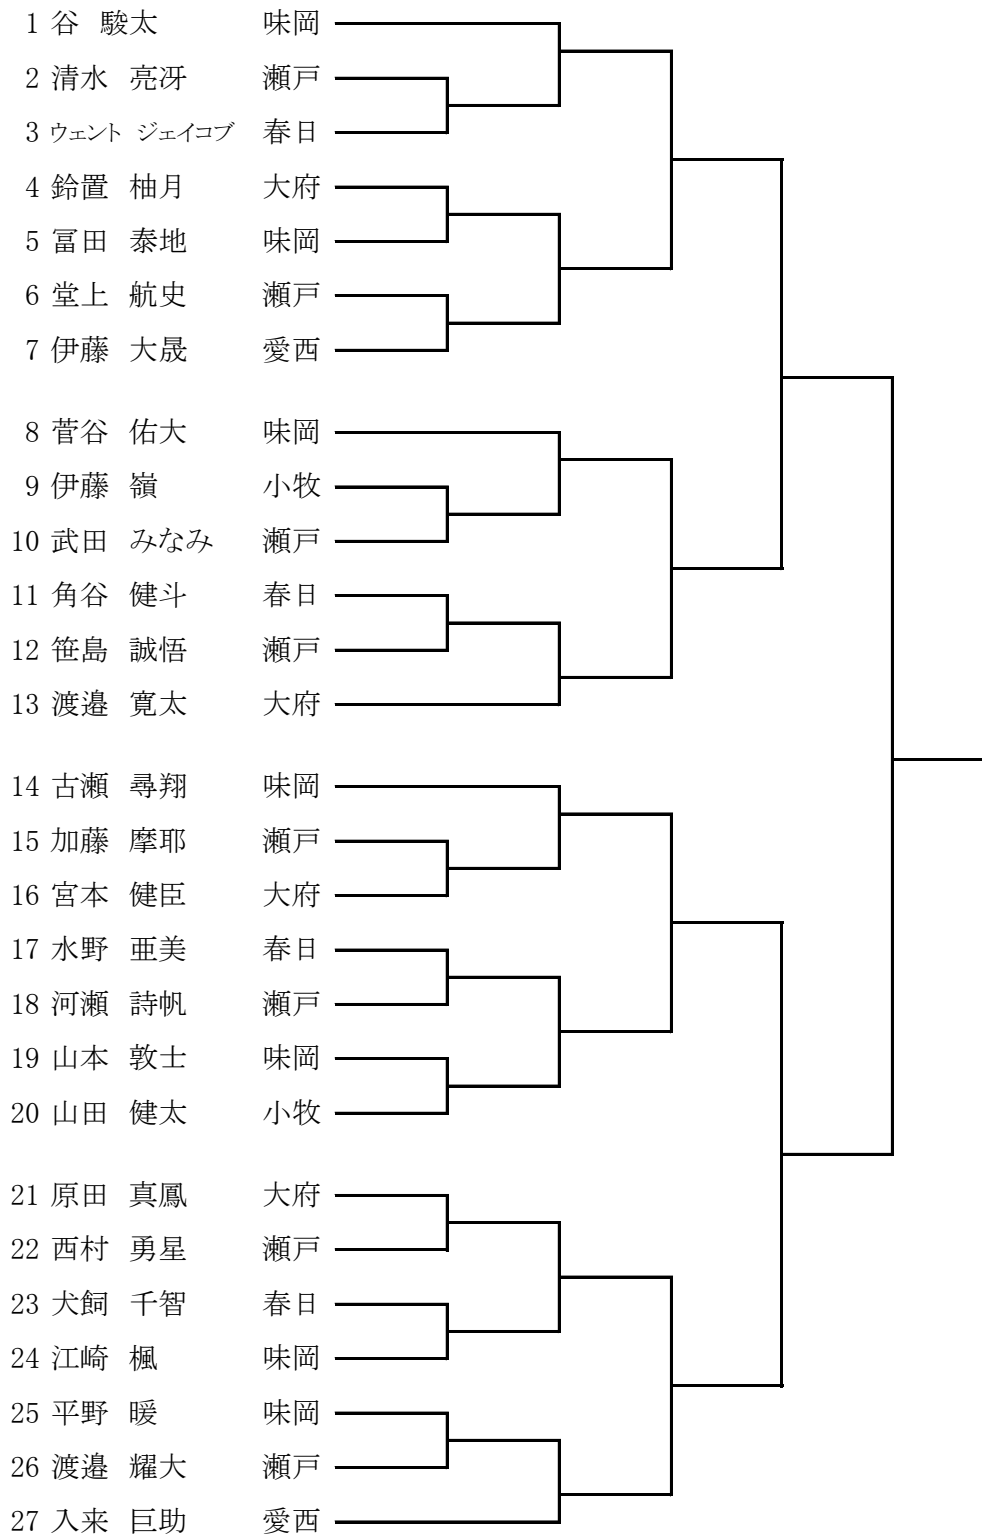 1 谷 駿太 味岡
2 清水 亮冴 瀬戸
3 ウェント ジェイコブ 春日
4 鈴置 柚月 大府
5 冨田 泰地 味岡
6 堂上 航史 瀬戸
7 伊藤 大晟 愛西
8 菅谷 佑大 味岡
9 伊藤 嶺 小牧
10 武田 みなみ 瀬戸
11 角谷 健斗 春日
12 笹島 誠悟 瀬戸
13 渡邉 寛太 大府
14 古瀬 尋翔 味岡
15 加藤 摩耶 瀬戸
16 宮本 健臣 大府
17 水野 亜美 春日
18 河瀬 詩帆 瀬戸
19 山本 敦士 味岡
20 山田 健太 小牧
21 原田 真鳳 大府
22 西村 勇星 瀬戸
23 犬飼 千智 春日
24 江崎 楓 味岡
25 平野 暖 味岡
26 渡邉 耀大 瀬戸
27 入来 巨助 愛西